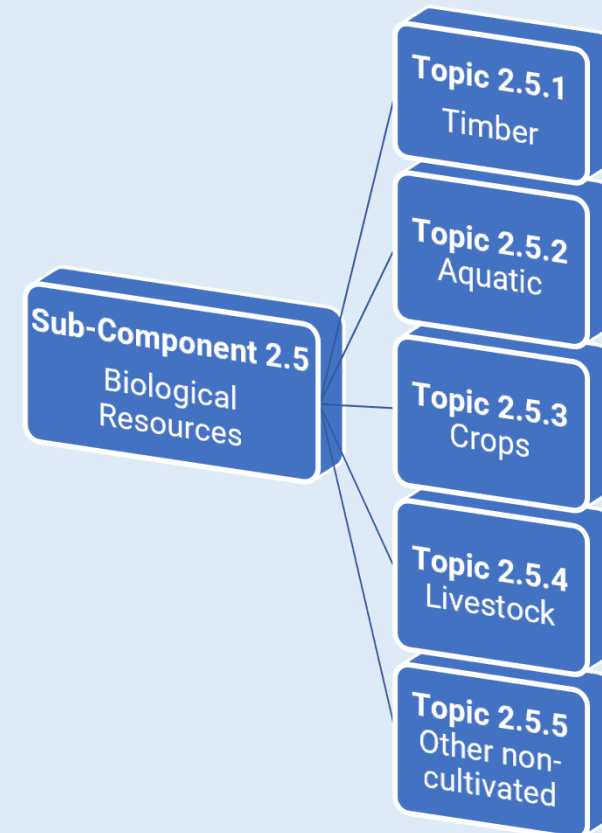 Sub-Component 2.5
Biological
Resources
Topic 2.5.1
Timber
Topic 2.5.2
Aquatic
Topic 2.5.3
Crops
Topic 2.5.4
Livestock
Topic 2.5.5
Other non-
cultivated